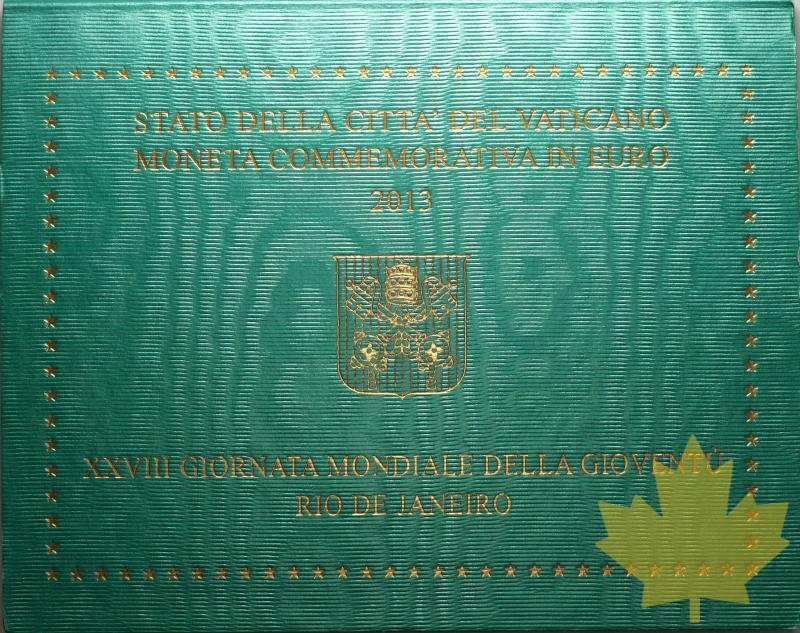 STATO DELLA CITTA' DEL VATICANO
MONETA COMMEMORATIVA IN EURO
2013
XXVIII GIORNATA MONDIALE DELLA GIOVENTÙ
RIO DE JANEIRO